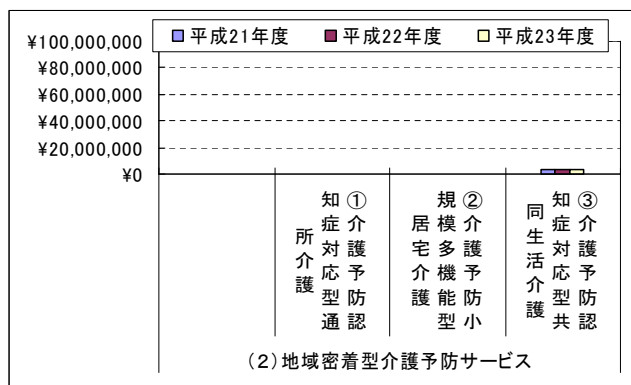 平成21年度 平成22年度 平成23年度
¥100,000,000
¥80,000,000
¥60,000,000
¥40,000,000
¥20,000,000
¥0
①介護予防認
知症対応型通
所介護
②介護予防小
規模多機能型
居宅介護
③介護予防認
知症対応型共
同生活介護
(2)地域密着型介護予防サービス